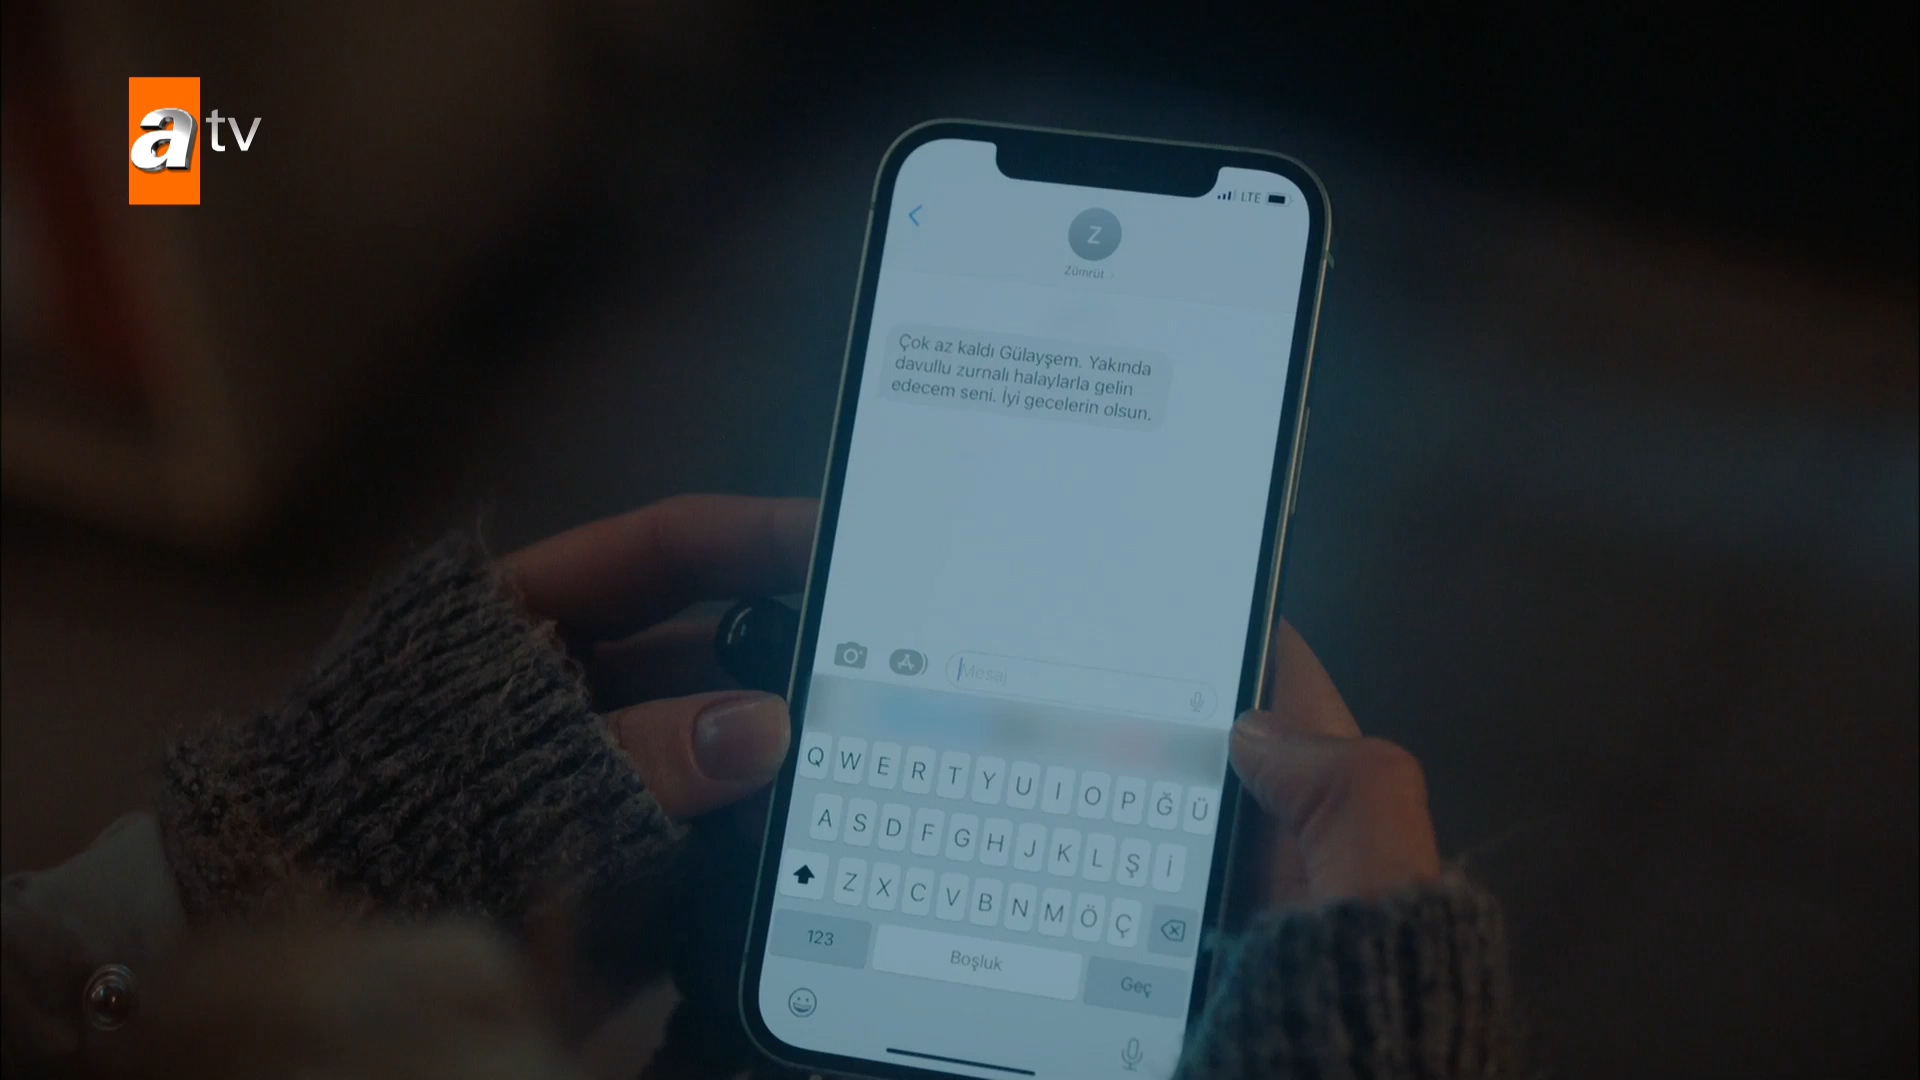 atv
LTE
Z
Zümrüt
Çok az kaldı Gülayşem. Yakında
davullu zurnalı halaylarla gelin
edecem seni. İyi gecelerin olsun.
Mesaj
Q W E R T Y U I O P Ğ Ü
A S D F G H J K L Ş İ
Z X C V B N M Ö Ç
123 Boşluk Geç